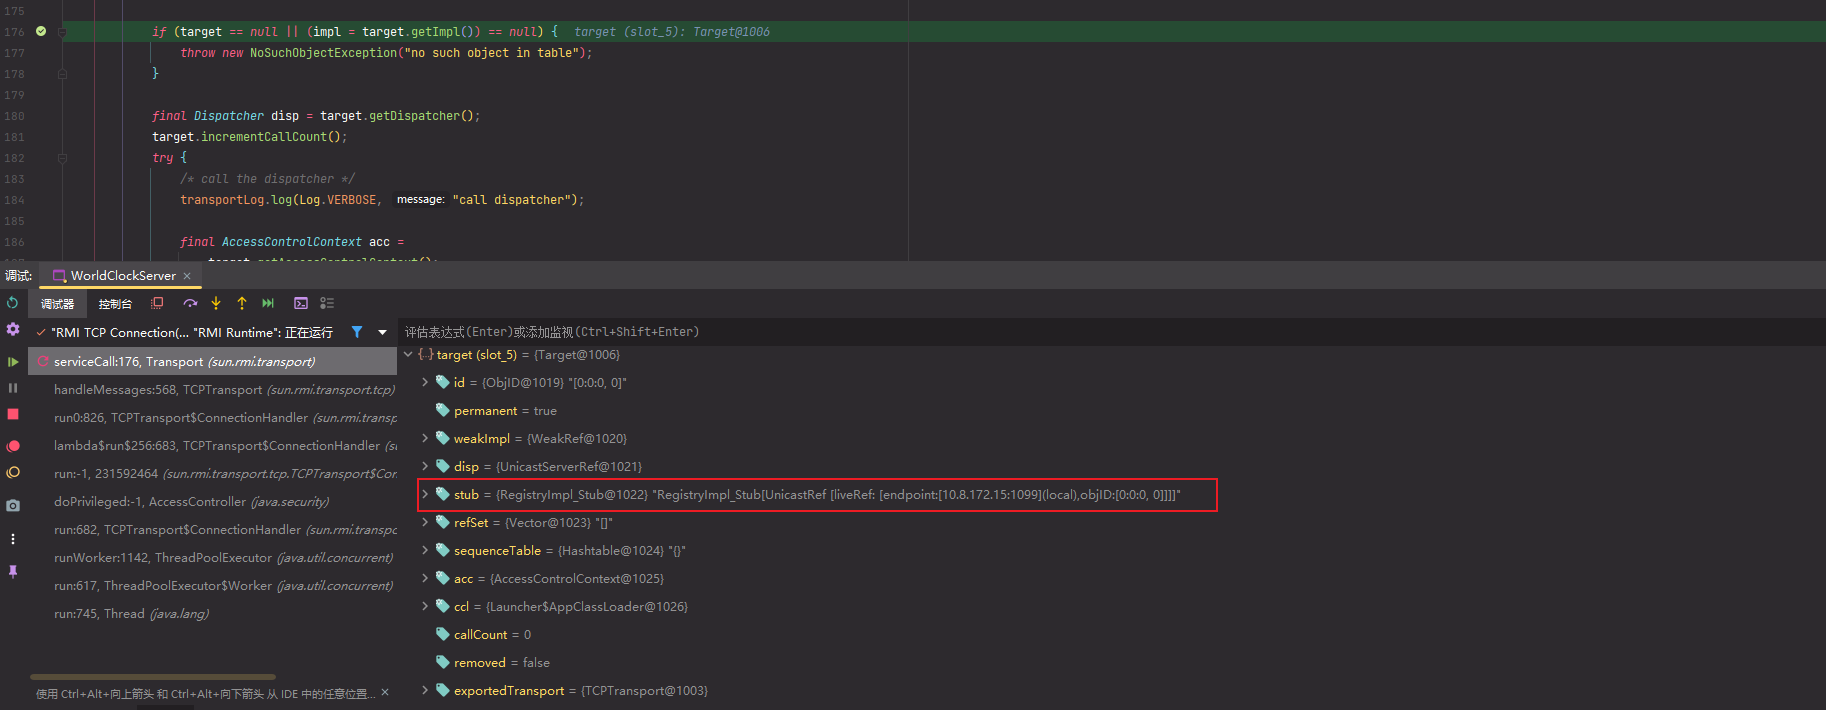 175
176 if (target == null || (impl = target.getImpl()) == null) { target (slot_5): Target@1006
177 throw new NoSuchObjectException("no such object in table");
178 }
179
180 final Dispatcher disp = target.getDispatcher();
181 target.incrementCallCount();
182 try {
183 /* call the dispatcher */
184 transportLog.log(Log.VERBOSE, message: "call dispatcher");
185
186 final AccessControlContext acc =
187 target.getAccessControlContext();
调试: WorldClockServer ×
调试器 控制台
"RMI TCP Connection(... "RMI Runtime": 正在运行
评估表达式(Enter)或添加监视(Ctrl+Shift+Enter)
serviceCall:176, Transport (sun.rmi.transport)
handleMessages:568, TCPTransport (sun.rmi.transport.tcp)
run0:826, TCPTransport$ConnectionHandler (sun.rmi.transp
lambda$run$256:683, TCPTransport$ConnectionHandler (su
run:-1, 231592464 (sun.rmi.transport.tcp.TCPTransport$Con
doPrivileged:-1, AccessController (java.security)
run:682, TCPTransport$ConnectionHandler (sun.rmi.transpo
runWorker:1142, ThreadPoolExecutor (java.util.concurrent)
run:617, ThreadPoolExecutor$Worker (java.util.concurrent)
run:745, Thread (java.lang)
使用 Ctrl+Alt+向上箭头 和 Ctrl+Alt+向下箭头 从 IDE 中的任意位置... ×
target (slot_5) = {Target@1006}
id = {ObjID@1019} "[0:0:0, 0]"
permanent = true
weakImpl = {WeakRef@1020}
disp = {UnicastServerRef@1021}
stub = {RegistryImpl_Stub@1022} "RegistryImpl_Stub[UnicastRef [liveRef: [endpoint:[10.8.172.15:1099](local),objID:[0:0:0, 0]]]]"
refSet = {Vector@1023} "[]"
sequenceTable = {Hashtable@1024} "{}"
acc = {AccessControlContext@1025}
ccl = {Launcher$AppClassLoader@1026}
callCount = 0
removed = false
exportedTransport = {TCPTransport@1003}